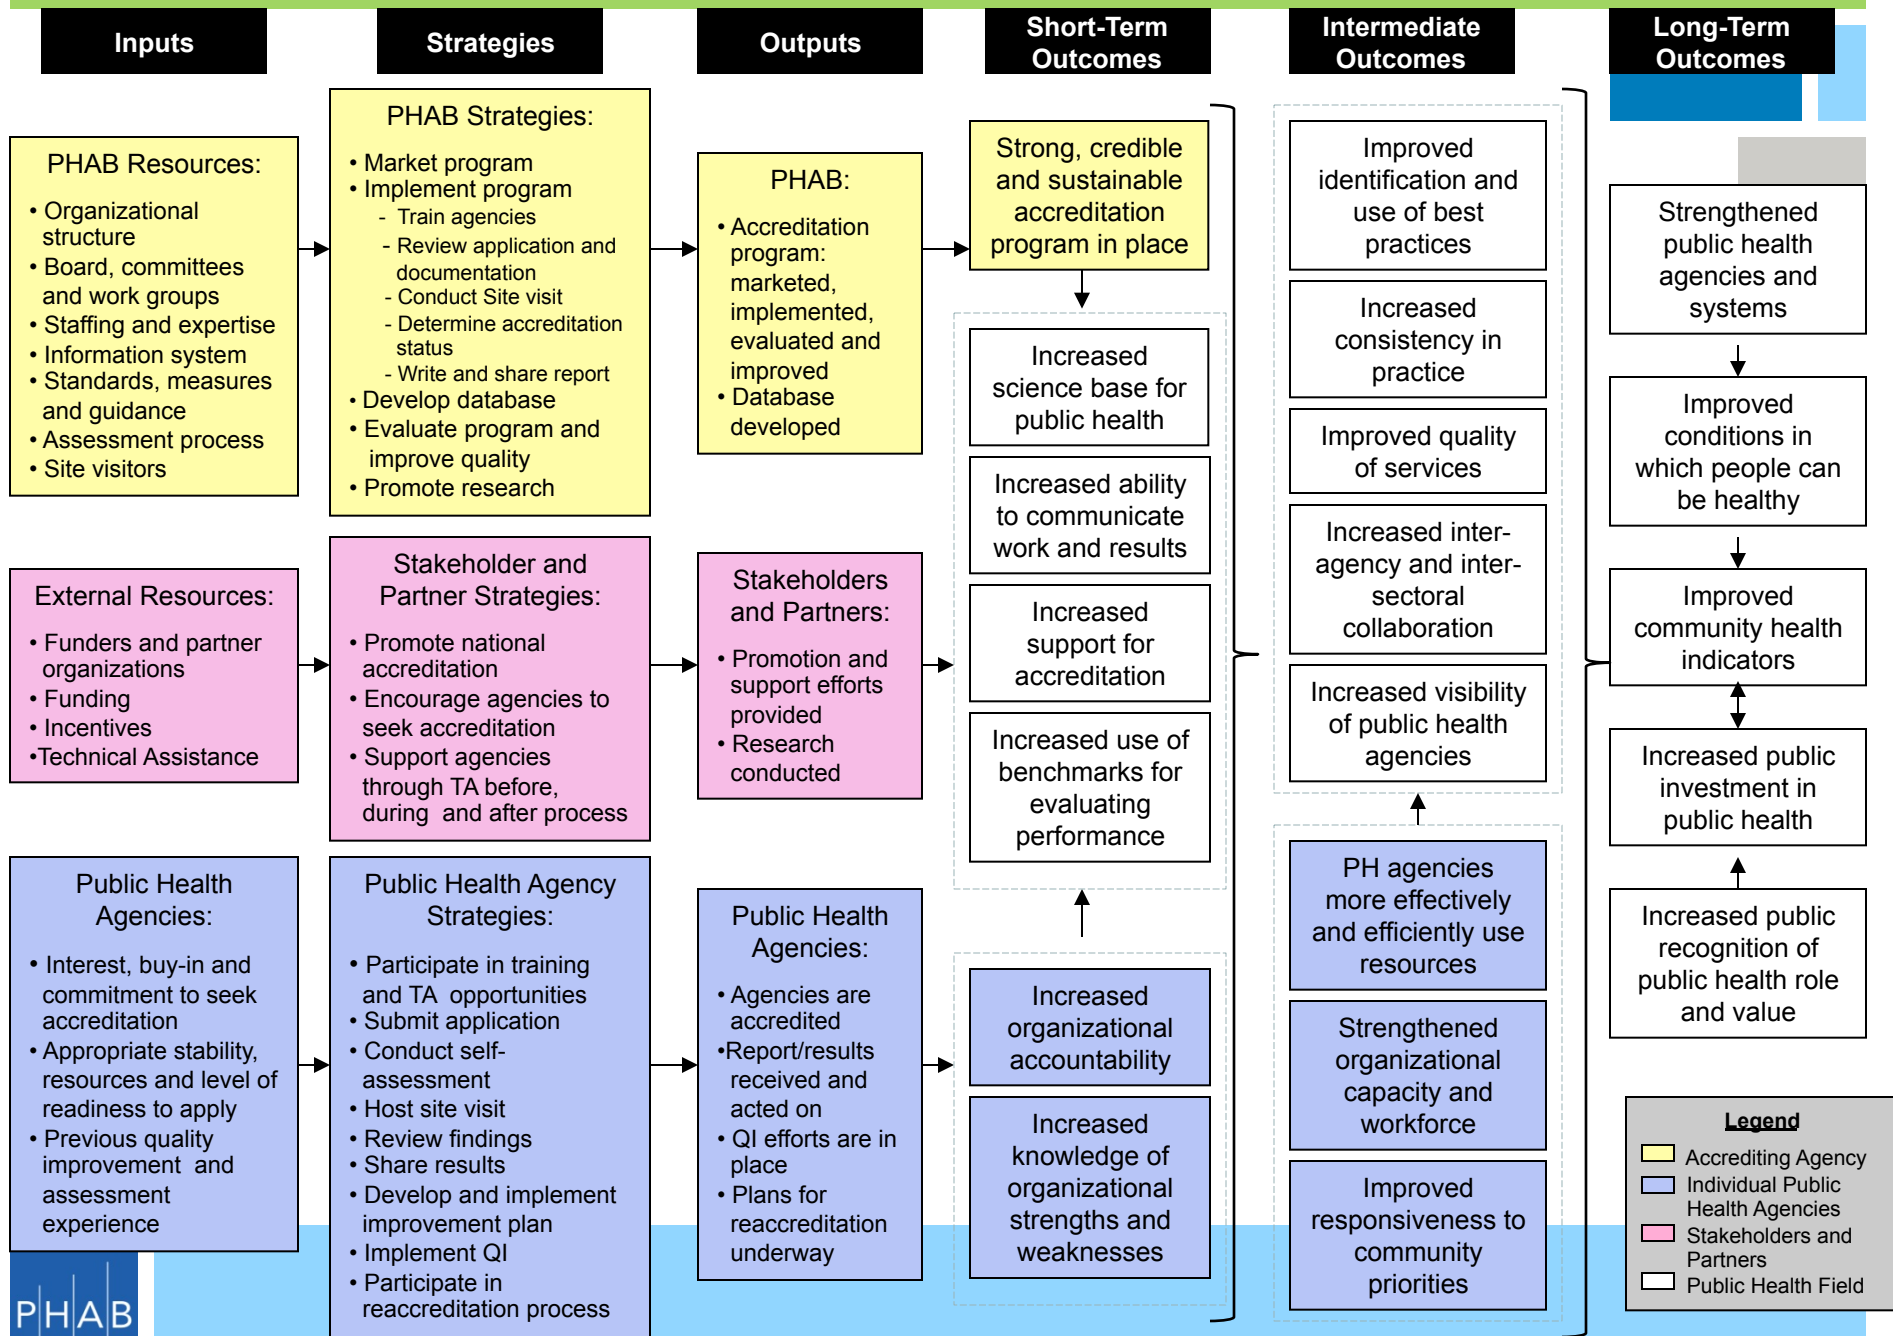 Inputs
Strategies
Outputs
Short-Term
Outcomes
Intermediate
Outcomes
Long-Term
Outcomes
PHAB Resources:
• Organizational
structure
• Board, committees
and work groups
• Staffing and expertise
• Information system
• Standards, measures
and guidance
• Assessment process
• Site visitors
PHAB Strategies:
• Market program
• Implement program
- Train agencies
- Review application and
documentation
- Conduct Site visit
- Determine accreditation
status
- Write and share report
• Develop database
• Evaluate program and
improve quality
• Promote research
PHAB:
• Accreditation
program:
marketed,
implemented,
evaluated and
improved
• Database
developed
Strong, credible
and sustainable
accreditation
program in place
External Resources:
• Funders and partner
organizations
• Funding
• Incentives
•Technical Assistance
Stakeholder and
Partner Strategies:
• Promote national
accreditation
• Encourage agencies to
seek accreditation
• Support agencies
through TA before,
during and after process
Stakeholders
and Partners:
• Promotion and
support efforts
provided
• Research
conducted
Increased
science base for
public health
Increased ability
to communicate
work and results
Increased
support for
accreditation
Increased use of
benchmarks for
evaluating
performance
Public Health
Agencies:
• Interest, buy-in and
commitment to seek
accreditation
• Appropriate stability,
resources and level of
readiness to apply
• Previous quality
improvement and
assessment
experience
Public Health Agency
Strategies:
• Participate in training
and TA opportunities
• Submit application
• Conduct self-
assessment
• Host site visit
• Review findings
• Share results
• Develop and implement
improvement plan
• Implement QI
• Participate in
reaccreditation process
Public Health
Agencies:
• Agencies are
accredited
•Report/results
received and
acted on
• QI efforts are in
place
• Plans for
reaccreditation
underway
Increased
organizational
accountability
Increased
knowledge of
organizational
strengths and
weaknesses
Improved
identification and
use of best
practices
Increased
consistency in
practice
Improved quality
of services
Increased inter-
agency and inter-
sectoral
collaboration
Increased visibility
of public health
agencies
PH agencies
more effectively
and efficiently use
resources
Strengthened
organizational
capacity and
workforce
Improved
responsiveness to
community
priorities
Strengthened
public health
agencies and
systems
Improved
conditions in
which people can
be healthy
Improved
community health
indicators
Increased public
investment in
public health
Increased public
recognition of
public health role
and value
Legend
Accrediting Agency
Individual Public
Health Agencies
Stakeholders and
Partners
Public Health Field
PHAB